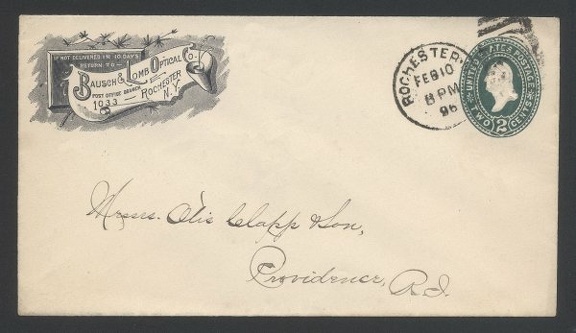 IF NOT DELIVERED IN 10 DAYS
RETURN TO
BAUSCH & LOMB OPTICAL CO.
POST OFFICE DRAWER
1033 — ROCHESTER
N.Y.
ROCHESTER
FEB 10
8 PM
96
UNITED STATES POSTAGE
TWO 2 CENTS
Messrs. Otis Clapp & Son,
Providence, R.I.